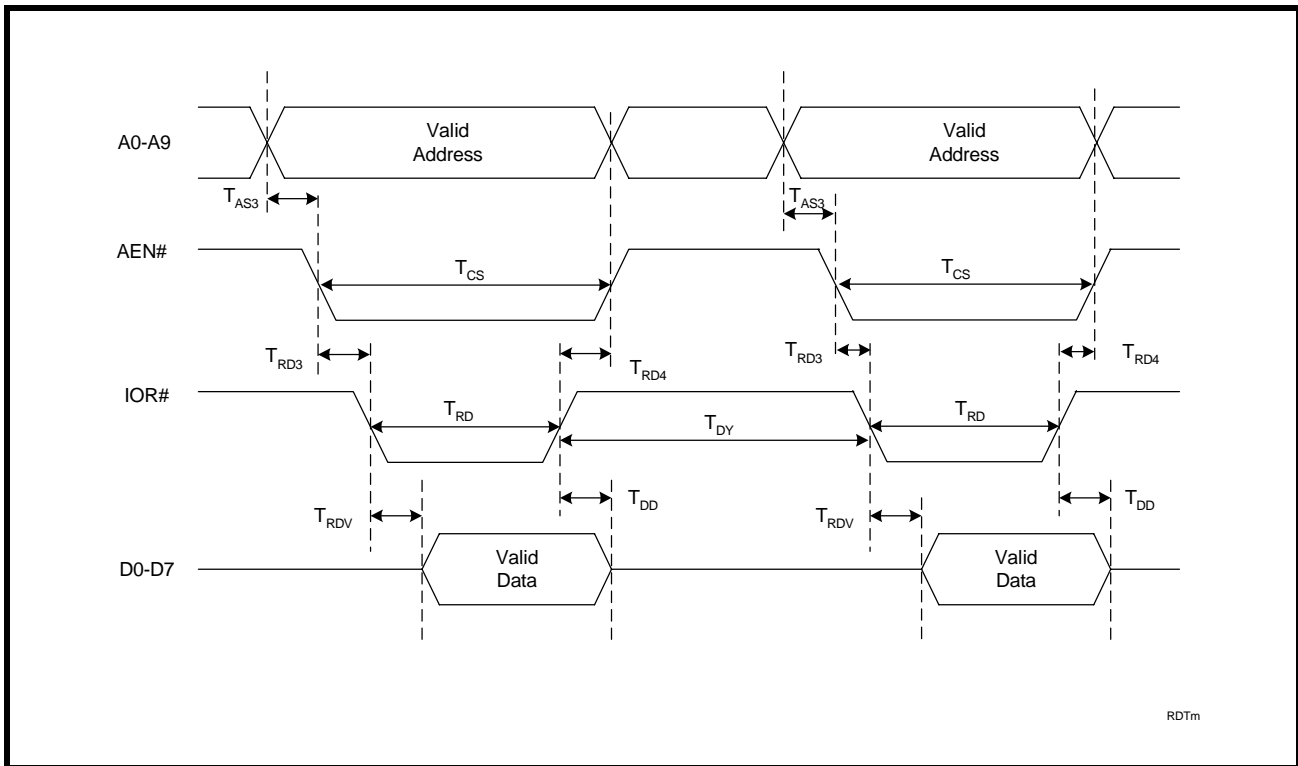 A0-A9
Valid
Address
Valid
Address
TAS3
TAS3
AEN#
TCS
TCS
TRD3
TRD4
TRD3
TRD4
IOR#
TRD
TDY
TRD
TRDV
TDD
TRDV
TDD
D0-D7
Valid
Data
Valid
Data
RDTm